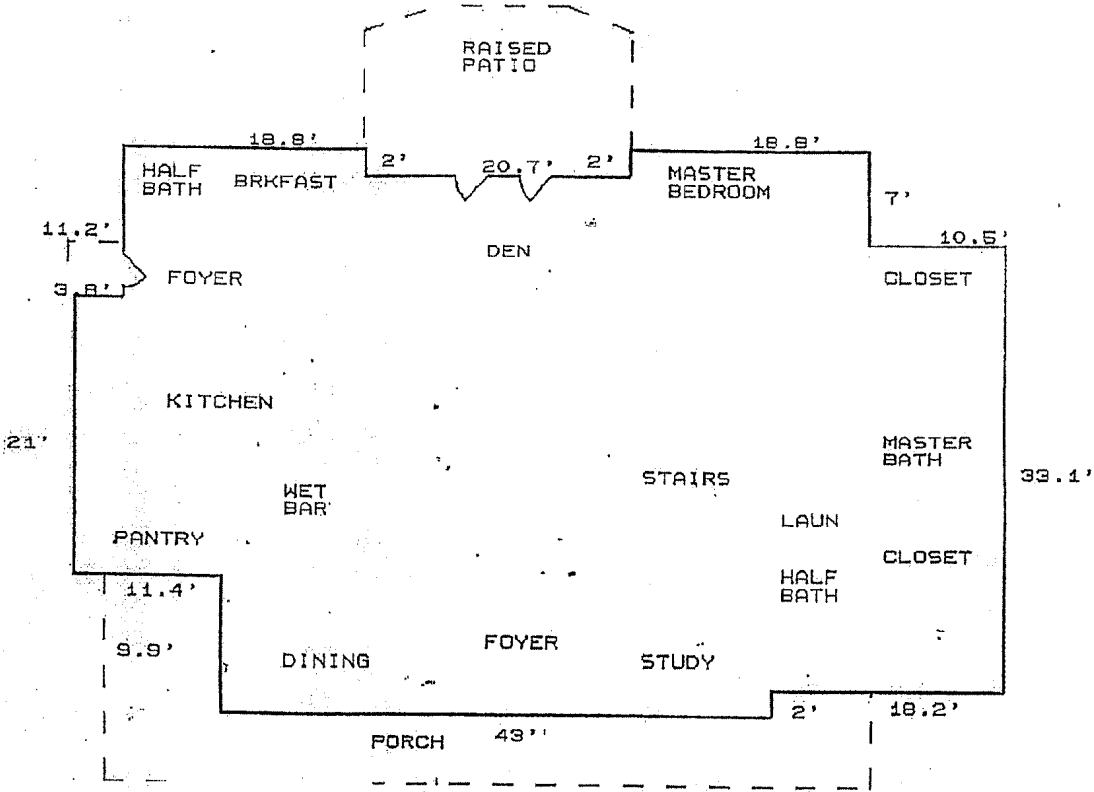 RAISED
PATIO
18.8'
18.8'
2'
20.7'
2'
HALF
BATH
BRKFAST
MASTER
BEDROOM
7'
11.2'
10.5'
DEN
FOYER
CLOSET
3.8'
KITCHEN
21'
MASTER
BATH
STAIRS
33.1'
WET
BAR
LAUN
PANTRY
CLOSET
11.4'
HALF
BATH
9.9'
FOYER
DINING
STUDY
2'
18.2'
PORCH
43'